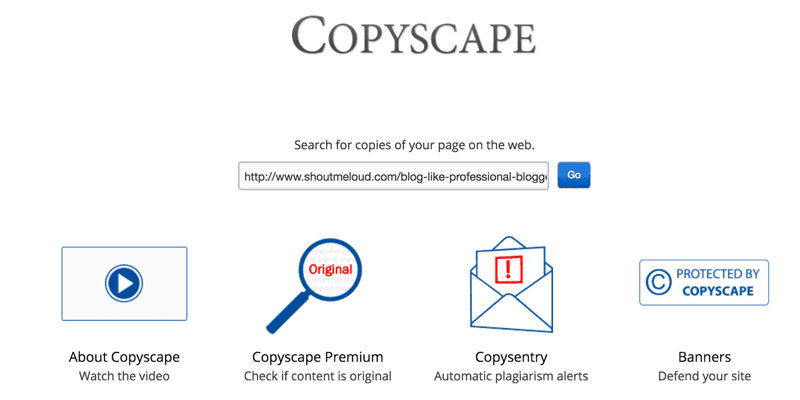 COPYSCAPE
Search for copies of your page on the web.
http://www.shoutmeloud.com/blog-like-professional-blogge
Go
Original
!
© PROTECTED BY
COPYSCAPE
About Copyscape
Watch the video
Copyscape Premium
Check if content is original
Copysentry
Automatic plagiarism alerts
Banners
Defend your site